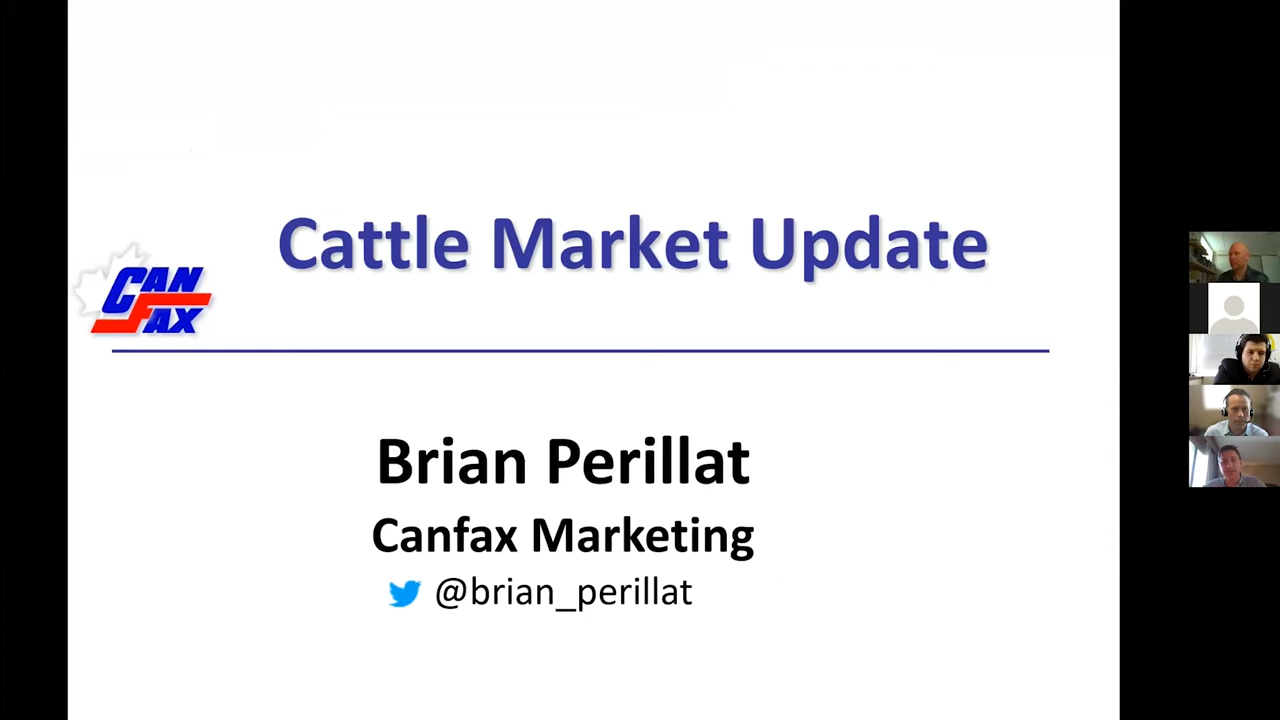 Cattle Market Update
CAN
FAX
Brian Perillat
Canfax Marketing
@brian_perillat